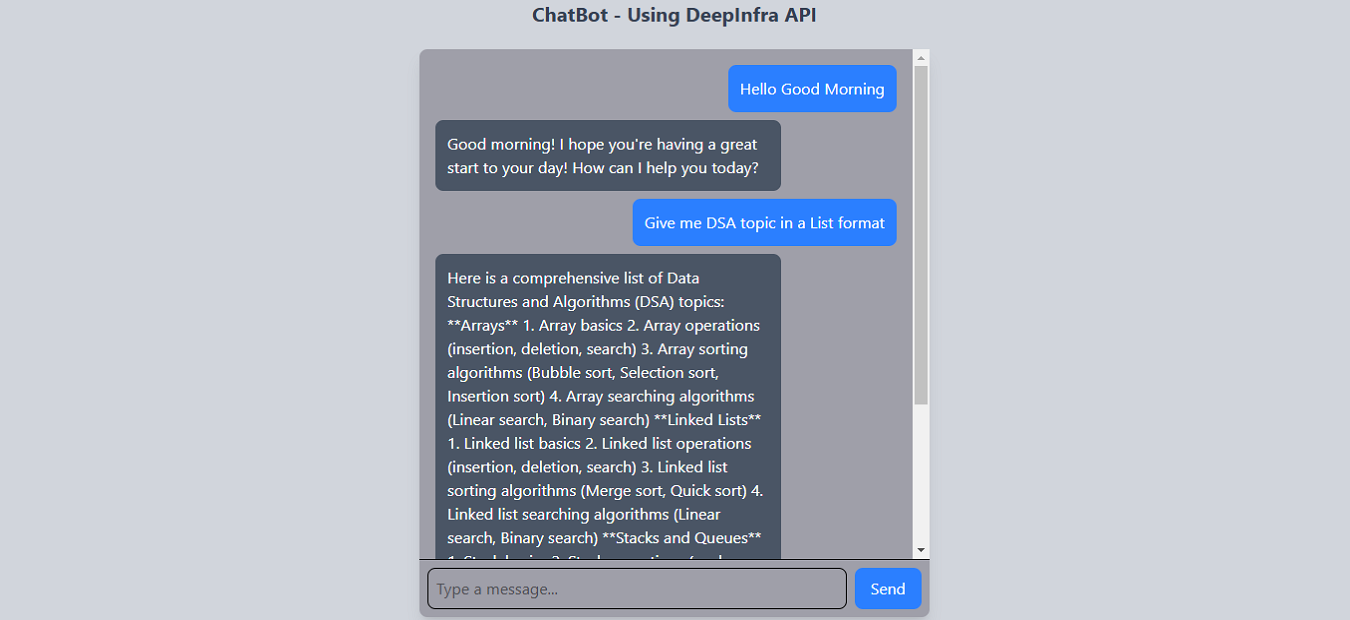 ChatBot - Using DeepInfra API
Hello Good Morning
Good morning! I hope you're having a great
start to your day! How can I help you today?
Give me DSA topic in a List format
Here is a comprehensive list of Data
Structures and Algorithms (DSA) topics:
**Arrays** 1. Array basics 2. Array operations
(insertion, deletion, search) 3. Array sorting
algorithms (Bubble sort, Selection sort,
Insertion sort) 4. Array searching algorithms
(Linear search, Binary search) **Linked Lists**
1. Linked list basics 2. Linked list operations
(insertion, deletion, search) 3. Linked list
sorting algorithms (Merge sort, Quick sort) 4.
Linked list searching algorithms (Linear
search, Binary search) **Stacks and Queues**
Type a message...
Send